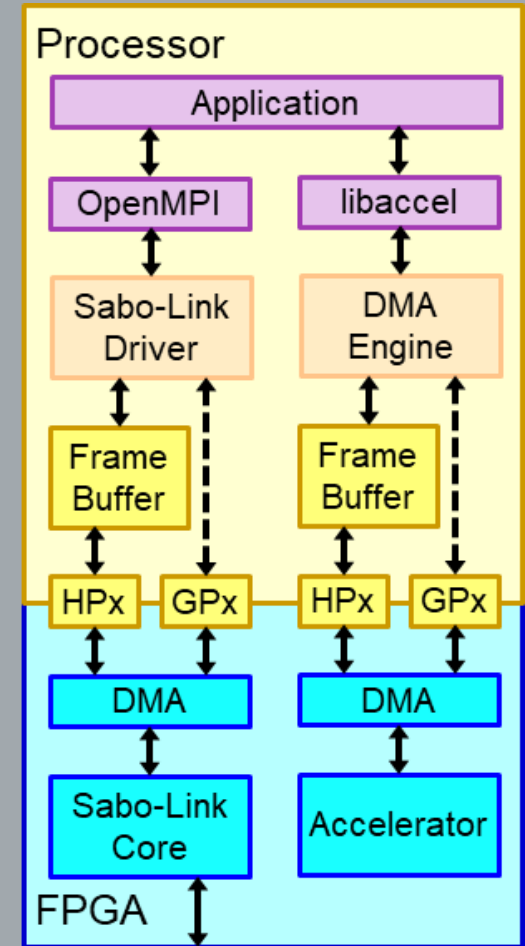 Processor
Application
OpenMPI
libaccel
Sabo-Link
Driver
DMA
Engine
Frame
Buffer
Frame
Buffer
HPx
GPx
HPx
GPx
DMA
DMA
Sabo-Link
Core
Accelerator
FPGA